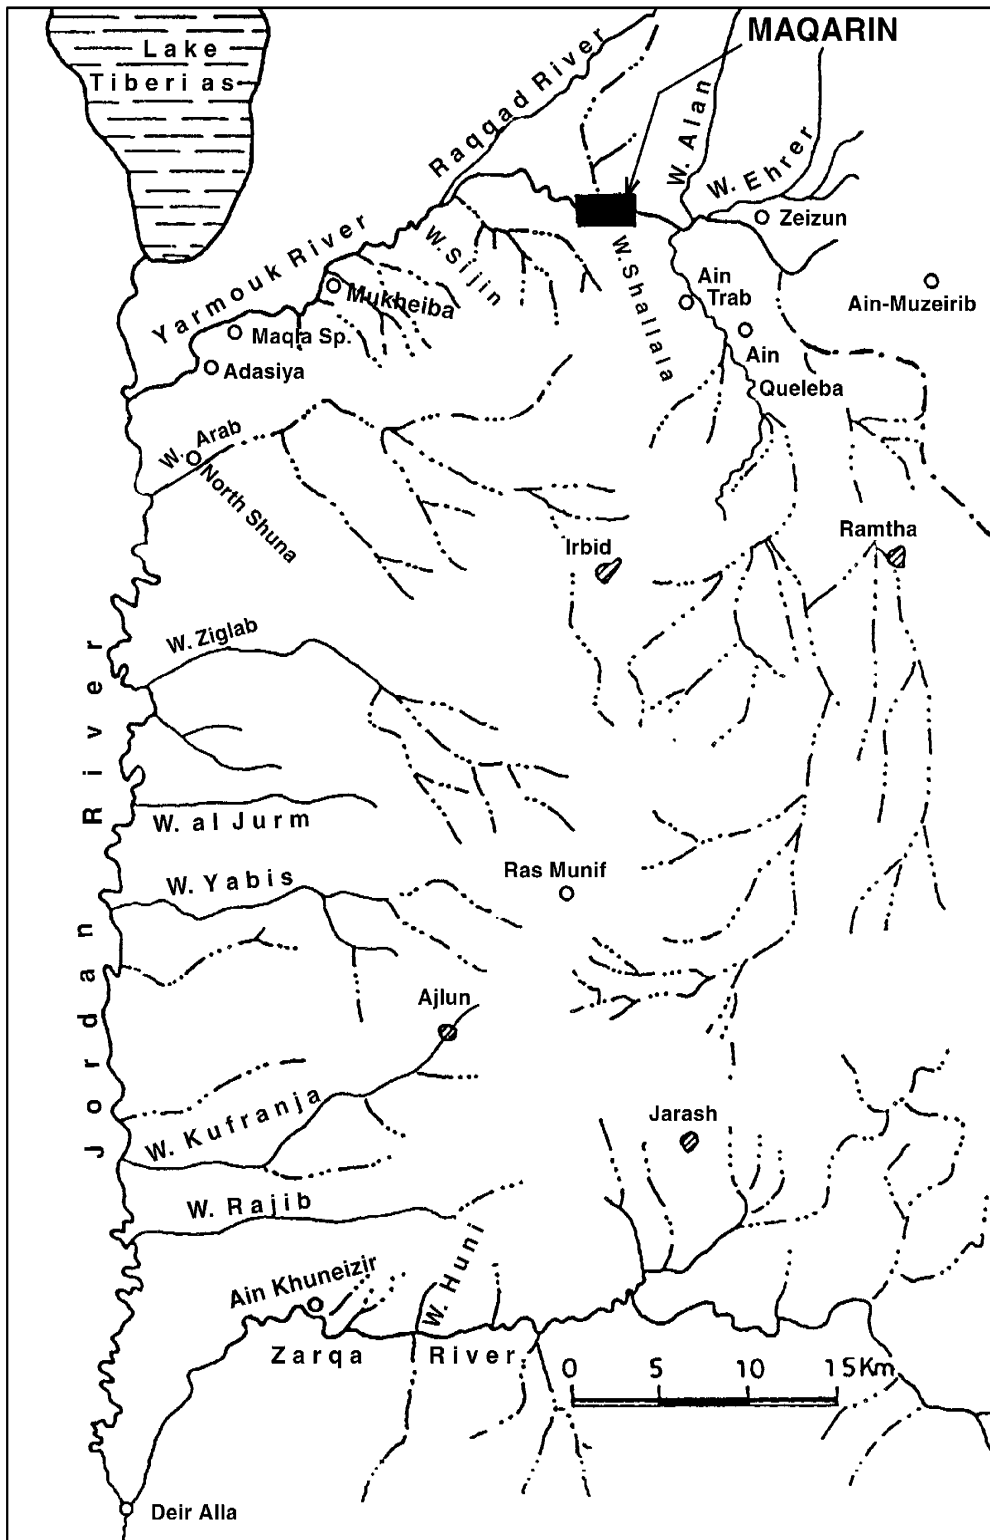 MAQARIN
Lake
Tiberias
Raqqad River
W. Alan
W. Ehrer
Zeizun
Yarmouk River
W. Sijin
W. Shallala
Ain
Trab
Ain-Muzeirib
Mukheiba
Maqla Sp.
Ain
Queleba
Adasiya
W. Arab
North Shuna
Ramtha
Irbid
W. Ziglab
Jordan River
W. al Jurm
Ras Munif
W. Yabis
Ajlun
Jarash
W. Kufranja
W. Rajib
W. Huni
Ain Khuneizir
Zarqa River
0 5 10 15 Km
Deir Alla